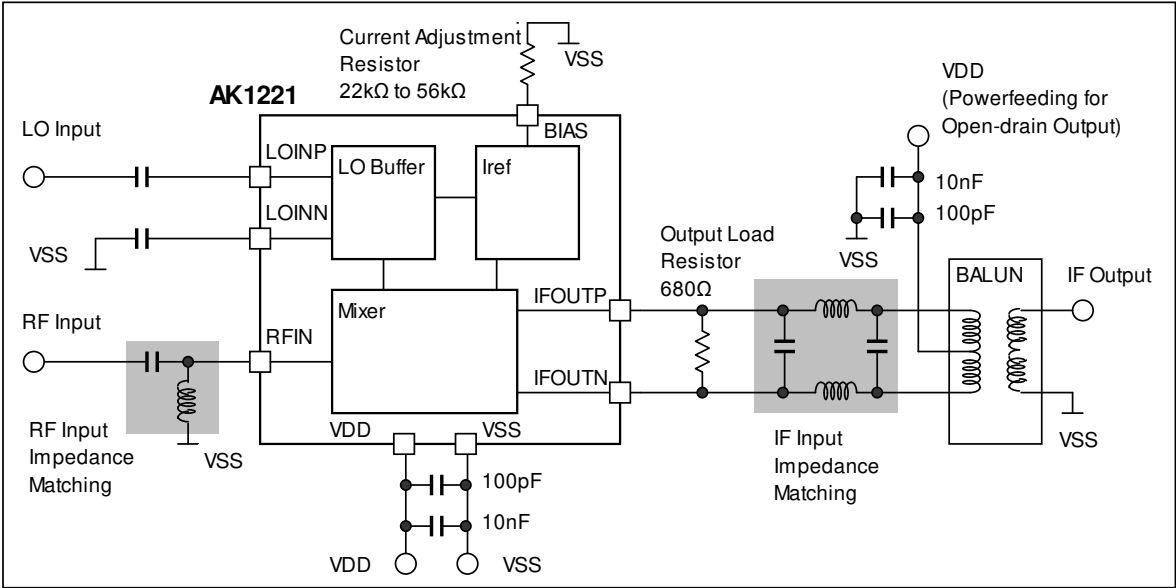 Current Adjustment
Resistor
22kΩ to 56kΩ
VSS
VDD
(Powerfeeding for
Open-drain Output)
AK1221
LO Input
BIAS
LOINP
LO Buffer
Iref
10nF
100pF
LOINN
VSS
Output Load
Resistor
680Ω
VSS
BALUN
IF Output
IFOUTP
RF Input
Mixer
RFIN
IFOUTN
RF Input
Impedance
Matching
VSS
VDD
VSS
IF Input
Impedance
Matching
VSS
100pF
10nF
VDD
VSS